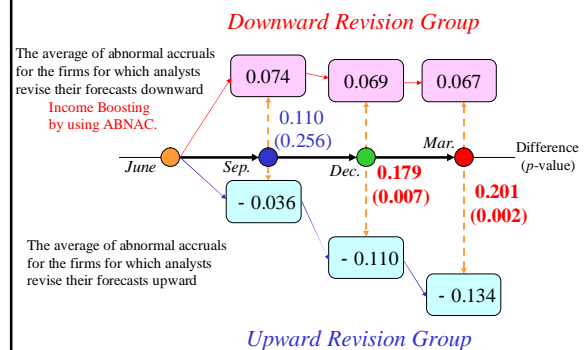 Downward Revision Group
The average of abnormal accruals
for the firms for which analysts
revise their forecasts downward
Income Boosting
by using ABNAC.
0.074
0.069
0.067
0.110
(0.256)
June
Sep.
Dec.
Mar.
Difference
(p-value)
0.179
(0.007)
0.201
(0.002)
- 0.036
- 0.110
- 0.134
The average of abnormal accruals
for the firms for which analysts
revise their forecasts upward
Upward Revision Group